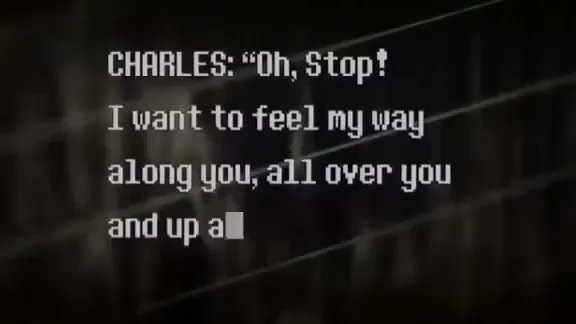 CHARLES: “Oh, Stop!
I want to feel my way
along you, all over you
and up a